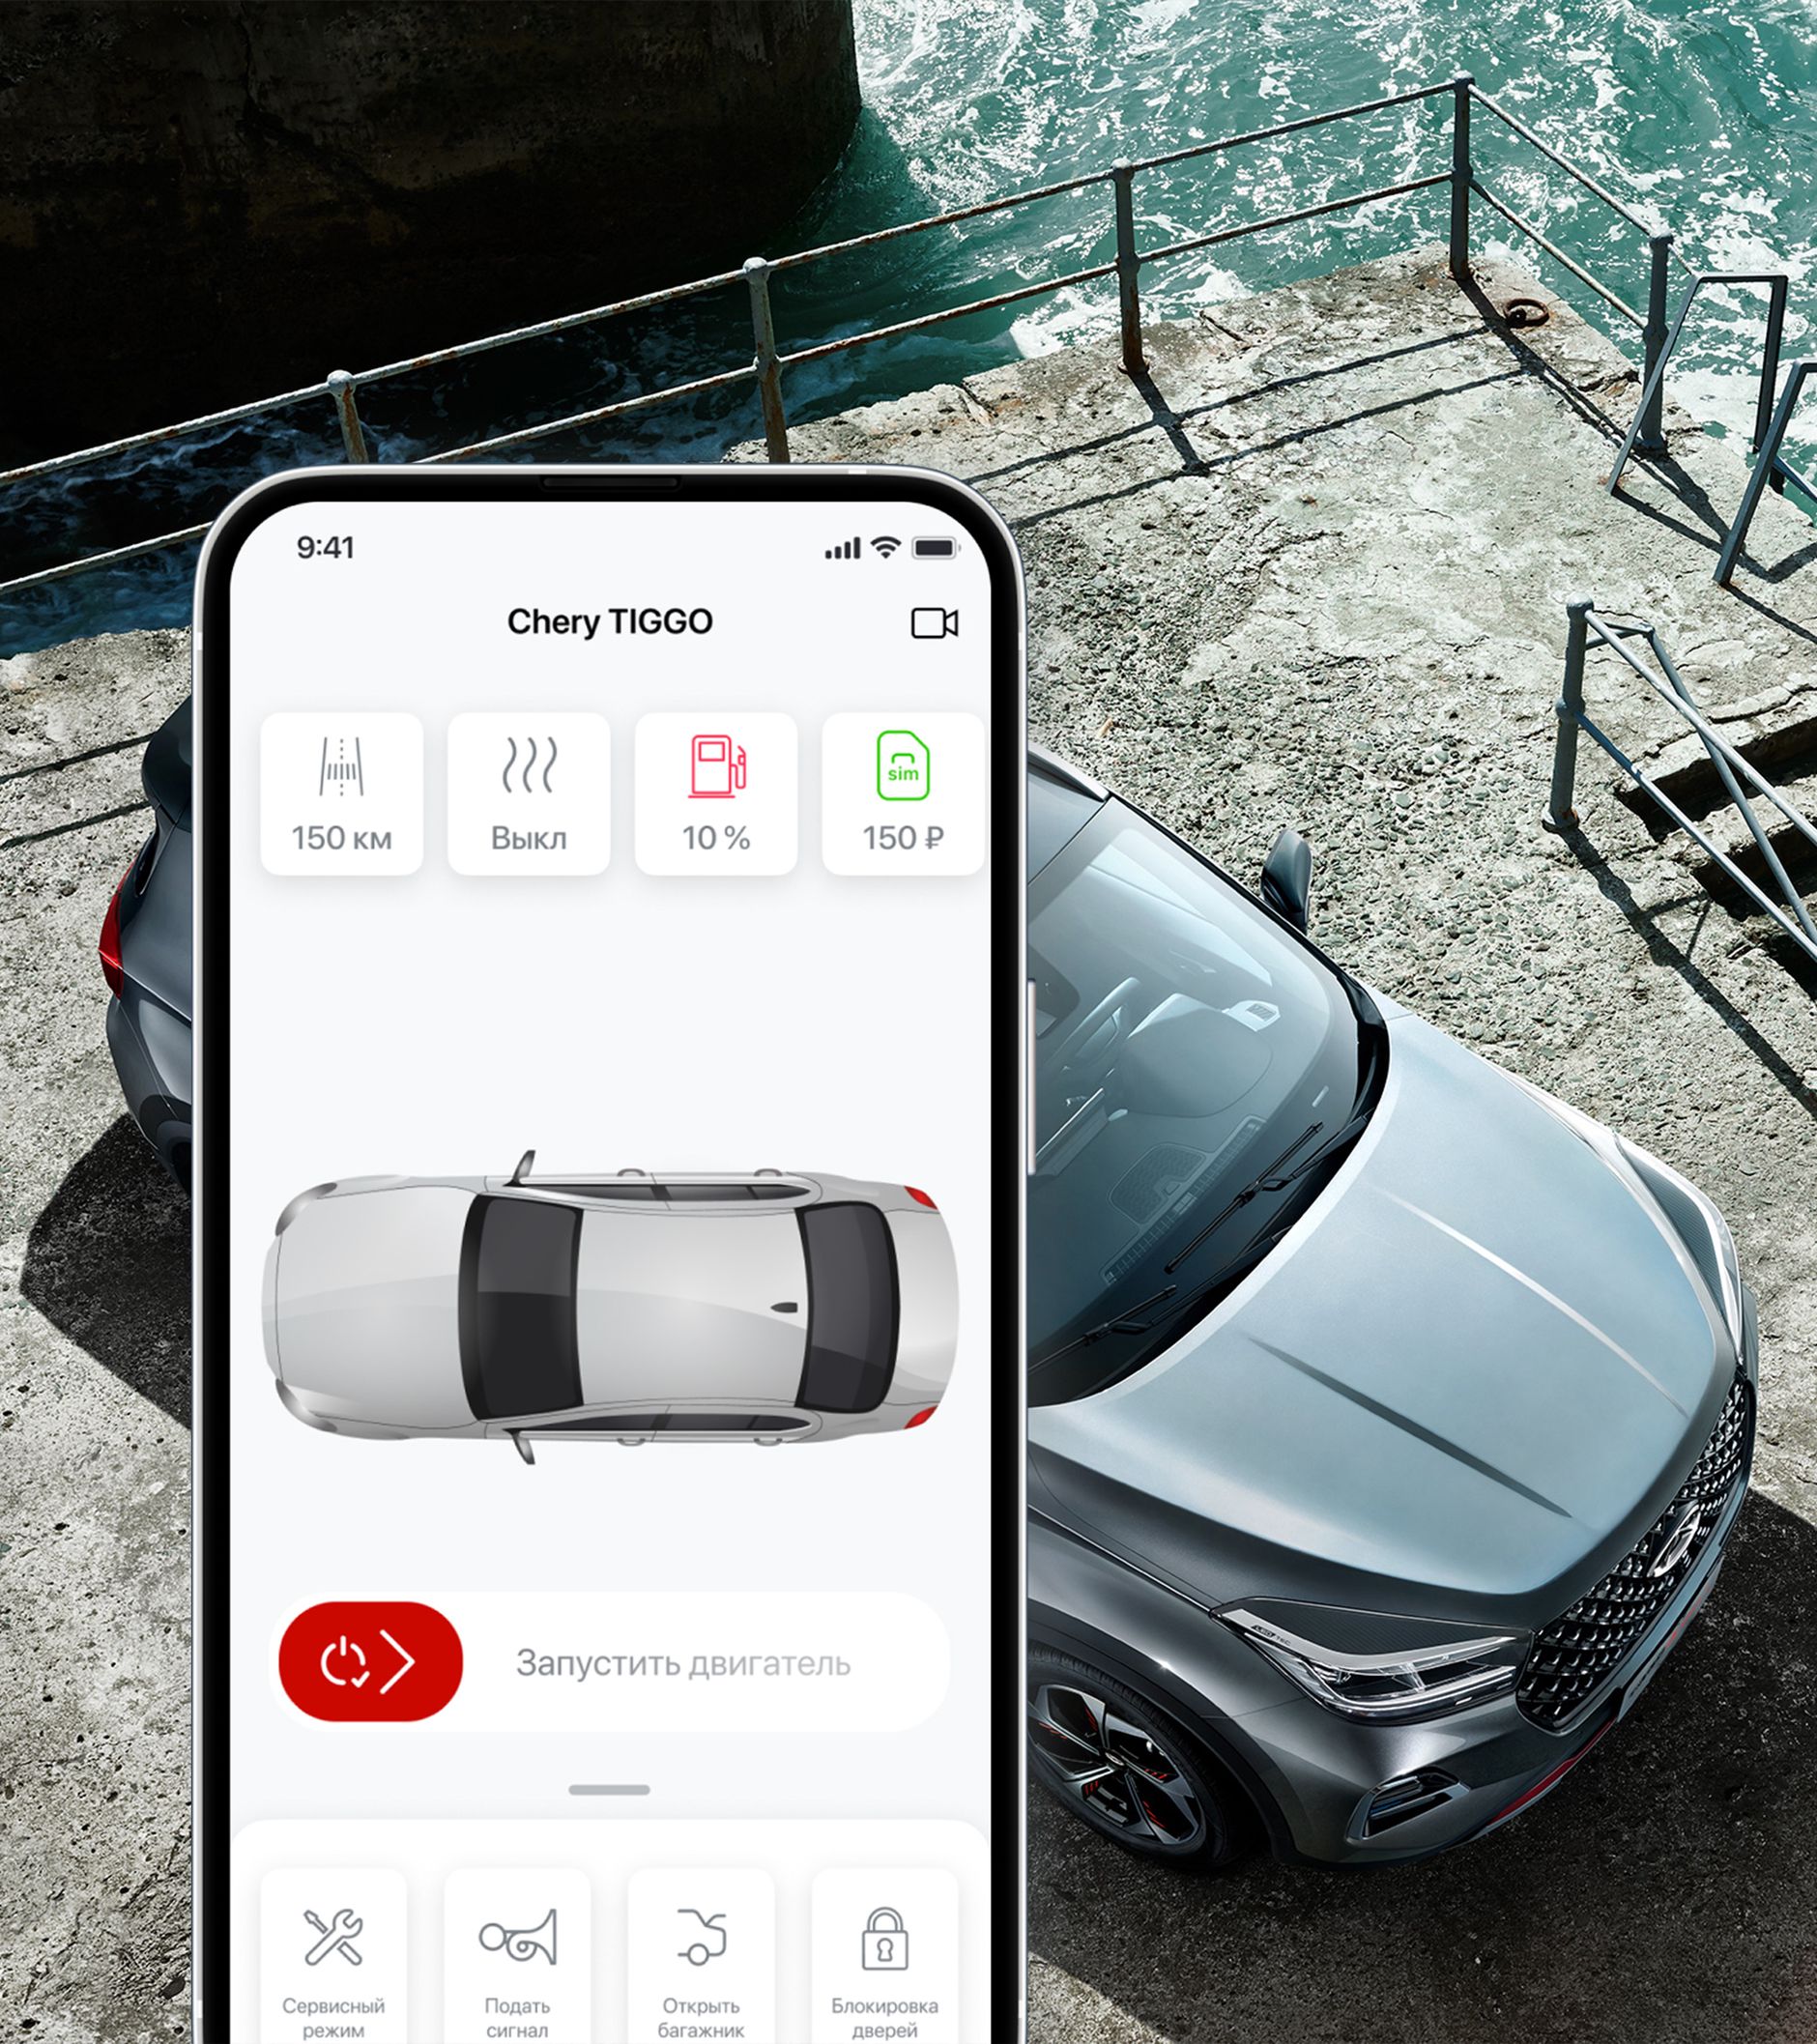 9:41
Chery TIGGO
150 км
Выкл
sim
10 %
150 ₽
Запустить двигатель
Сервисный
режим
Подать
сигнал
Открыть
багажник
Блокировка
дверей